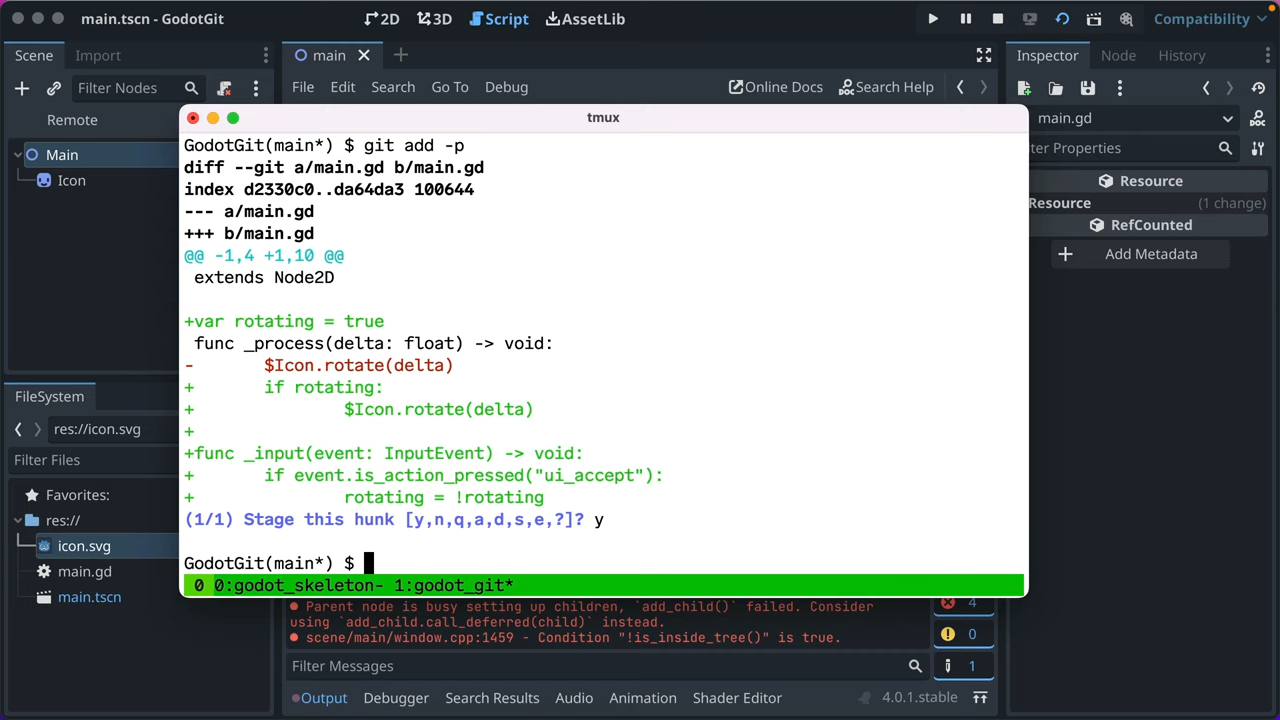 main.tscn - GodotGit
2D 3D Script AssetLib
Compatibility
Scene Import
main
Inspector Node History
Filter Nodes
File Edit Search Go To Debug
Online Docs Search Help
Remote
main.gd
Main
ter Properties
Icon
Resource
Resource (1 change)
RefCounted
Add Metadata
tmux
GodotGit(main*) $ git add -p
diff --git a/main.gd b/main.gd
index d2330c0..da64da3 100644
--- a/main.gd
+++ b/main.gd
@@ -1,4 +1,10 @@
extends Node2D
+var rotating = true
func _process(delta: float) -> void:
- $Icon.rotate(delta)
+ if rotating:
+ $Icon.rotate(delta)
+
+func _input(event: InputEvent) -> void:
+ if event.is_action_pressed("ui_accept"):
+ rotating = !rotating
(1/1) Stage this hunk [y,n,q,a,d,s,e,?]? y
GodotGit(main*) $
0 0:godot_skeleton- 1:godot_git*
FileSystem
res://icon.svg
Filter Files
Favorites:
res://
icon.svg
main.gd
main.tscn
Parent node is busy setting up children, `add_child()` failed. Consider
using `add_child.call_deferred(child)` instead.
scene/main/window.cpp:1459 - Condition "!is_inside_tree()" is true.
4
0
1
Filter Messages
Output Debugger Search Results Audio Animation Shader Editor
4.0.1.stable